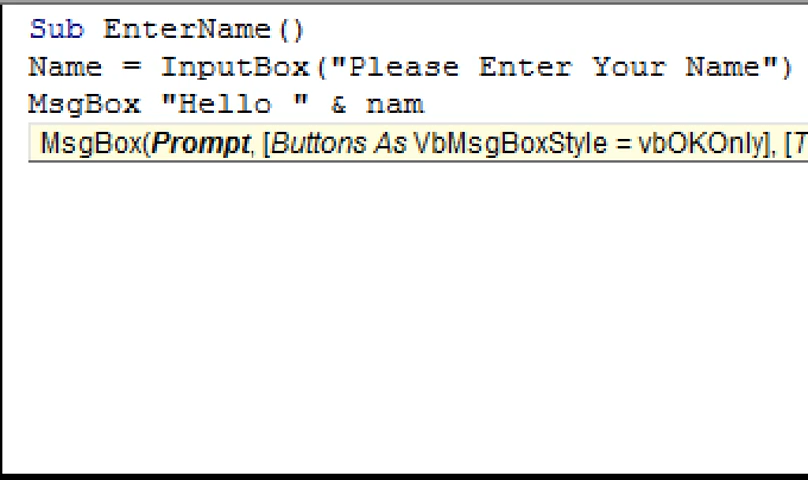 Sub EnterName()
Name = InputBox("Please Enter Your Name")
MsgBox "Hello " & nam
MsgBox(Prompt, [Buttons As VbMsgBoxStyle = vbOKOnly], [T